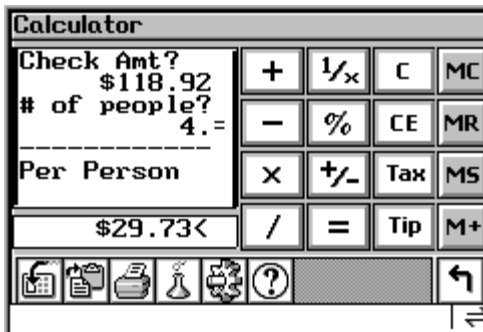 Calculator
Check Amt?
$118.92
# of people?
4.=
------------
Per Person
$29.73<
+ 1/x C MC
− % CE MR
× +/- Tax MS
/ = Tip M+
?